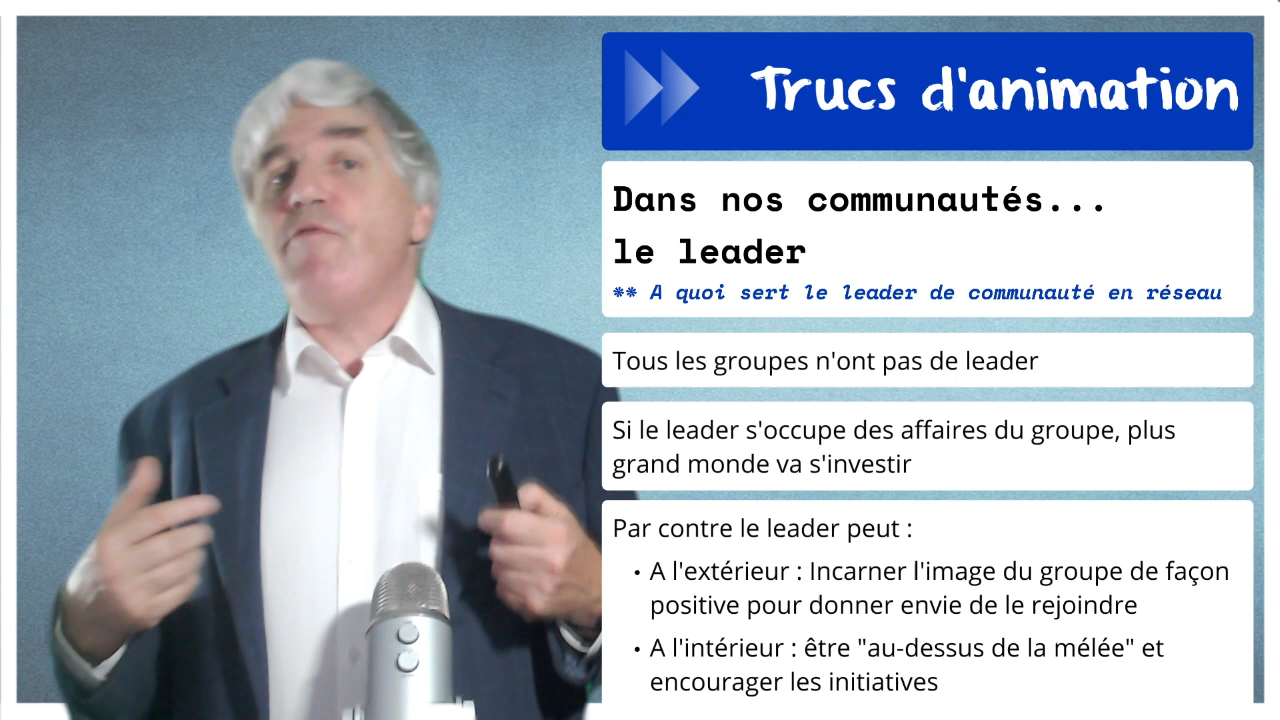 Trucs d'animation
Dans nos communautés...
le leader
** A quoi sert le leader de communauté en réseau
Tous les groupes n'ont pas de leader
Si le leader s'occupe des affaires du groupe, plus
grand monde va s'investir
Par contre le leader peut :
• A l'extérieur : Incarner l'image du groupe de façon
positive pour donner envie de le rejoindre
• A l'intérieur : être "au-dessus de la mélée" et
encourager les initiatives